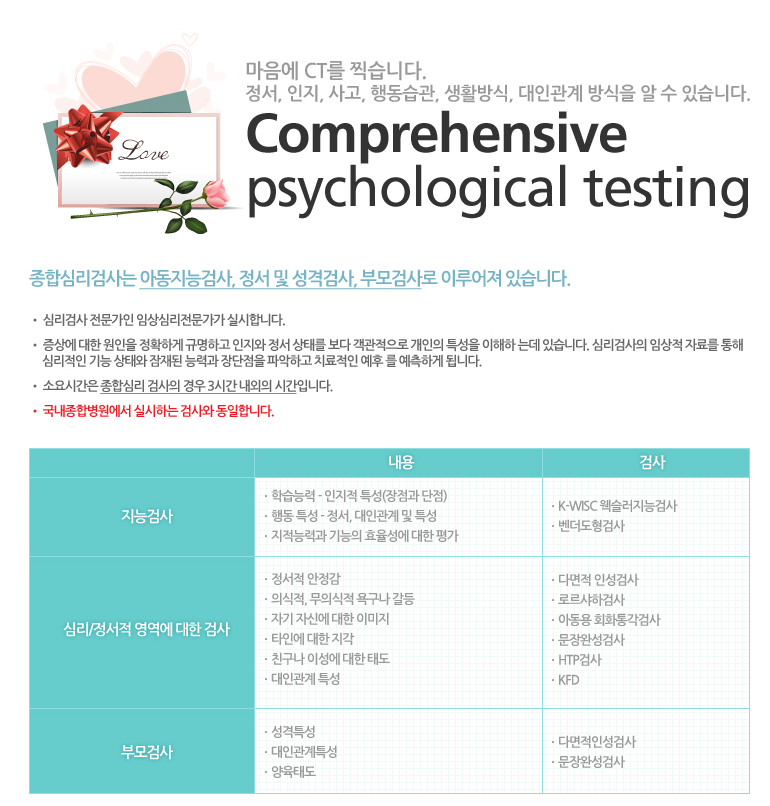 마음에 CT를 찍습니다.
정서, 인지, 사고, 행동습관, 생활방식, 대인관계 방식을 알 수 있습니다.
Comprehensive
psychological testing
Love
종합심리검사는 아동지능검사, 정서 및 성격검사, 부모검사로 이루어져 있습니다.
· 심리검사 전문가인 임상심리전문가가 실시합니다.
· 증상에 대한 원인을 정확하게 규명하고 인지와 정서 상태를 보다 객관적으로 개인의 특성을 이해하 는데 있습니다. 심리검사의 임상적 자료를 통해
심리적인 기능 상태와 잠재된 능력과 장단점을 파악하고 치료적인 예후 를 예측하게 됩니다.
· 소요시간은 종합심리 검사의 경우 3시간 내외의 시간입니다.
· 국내종합병원에서 실시하는 검사와 동일합니다.
내용
검사
지능검사
· 학습능력 - 인지적 특성(장점과 단점)
· 행동 특성 - 정서, 대인관계 및 특성
· 지적능력과 기능의 효율성에 대한 평가
· K-WISC 웩슬러지능검사
· 벤더도형검사
심리/정서적 영역에 대한 검사
· 정서적 안정감
· 의식적, 무의식적 욕구나 갈등
· 자기 자신에 대한 이미지
· 타인에 대한 지각
· 친구나 이성에 대한 태도
· 대인관계 특성
· 다면적 인성검사
· 로르샤하검사
· 아동용 회화통각검사
· 문장완성검사
· HTP검사
· KFD
부모검사
· 성격특성
· 대인관계특성
· 양육태도
· 다면적인성검사
· 문장완성검사